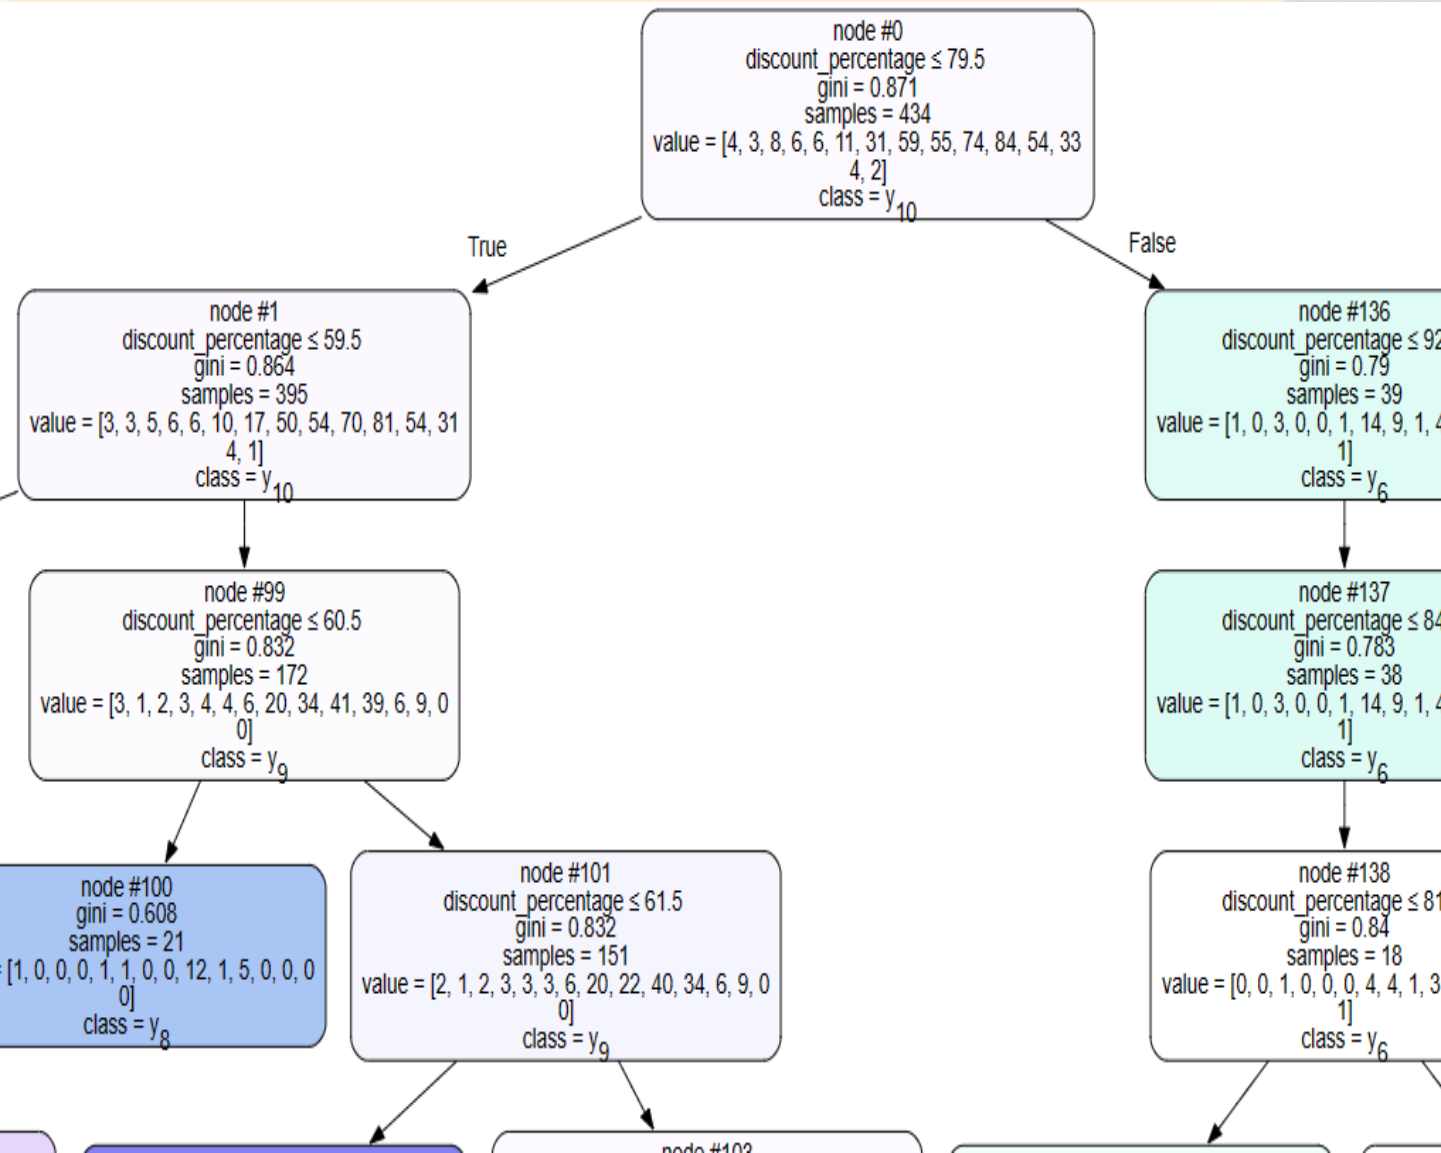 node #0
discount_percentage ≤ 79.5
gini = 0.871
samples = 434
value = [4, 3, 8, 6, 6, 11, 31, 59, 55, 74, 84, 54, 33
4, 2]
class = y10
True
False
node #1
discount_percentage ≤ 59.5
gini = 0.864
samples = 395
value = [3, 3, 5, 6, 6, 10, 17, 50, 54, 70, 81, 54, 31
4, 1]
class = y10
node #136
discount_percentage ≤ 92
gini = 0.79
samples = 39
value = [1, 0, 3, 0, 0, 1, 14, 9, 1, 4
1]
class = y6
node #99
discount_percentage ≤ 60.5
gini = 0.832
samples = 172
value = [3, 1, 2, 3, 4, 4, 6, 20, 34, 41, 39, 6, 9, 0
0]
class = y9
node #137
discount_percentage ≤ 84
gini = 0.783
samples = 38
value = [1, 0, 3, 0, 0, 1, 14, 9, 1, 4
1]
class = y6
node #100
gini = 0.608
samples = 21
= [1, 0, 0, 0, 1, 1, 0, 0, 12, 1, 5, 0, 0, 0
0]
class = y8
node #101
discount_percentage ≤ 61.5
gini = 0.832
samples = 151
value = [2, 1, 2, 3, 3, 3, 6, 20, 22, 40, 34, 6, 9, 0
0]
class = y9
node #138
discount_percentage ≤ 81
gini = 0.84
samples = 18
value = [0, 0, 1, 0, 0, 0, 4, 4, 1, 3
1]
class = y6
node #103